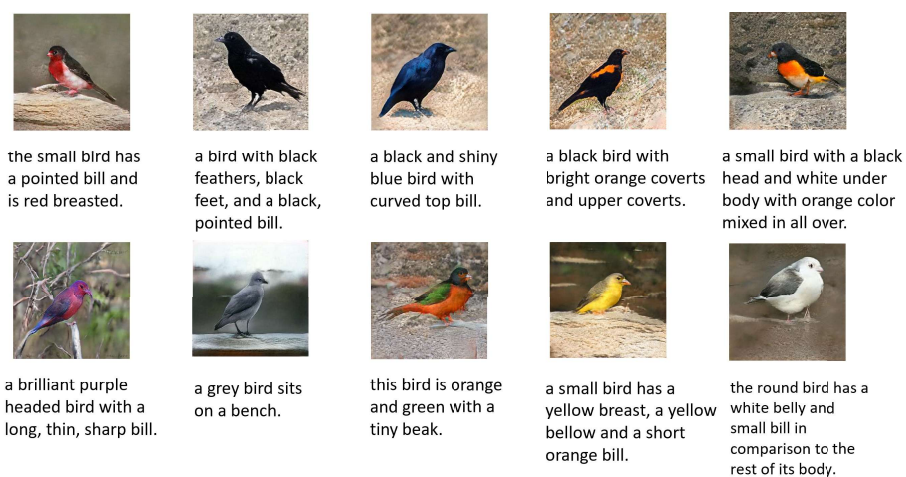 the small bird has
a pointed bill and
is red breasted.
a bird with black
feathers, black
feet, and a black,
pointed bill.
a black and shiny
blue bird with
curved top bill.
a black bird with
bright orange coverts
and upper coverts.
a small bird with a black
head and white under
body with orange color
mixed in all over.
a brilliant purple
headed bird with a
long, thin, sharp bill.
a grey bird sits
on a bench.
this bird is orange
and green with a
tiny beak.
a small bird has a
yellow breast, a yellow
bellow and a short
orange bill.
the round bird has a
white belly and
small bill in
comparison to the
rest of its body.